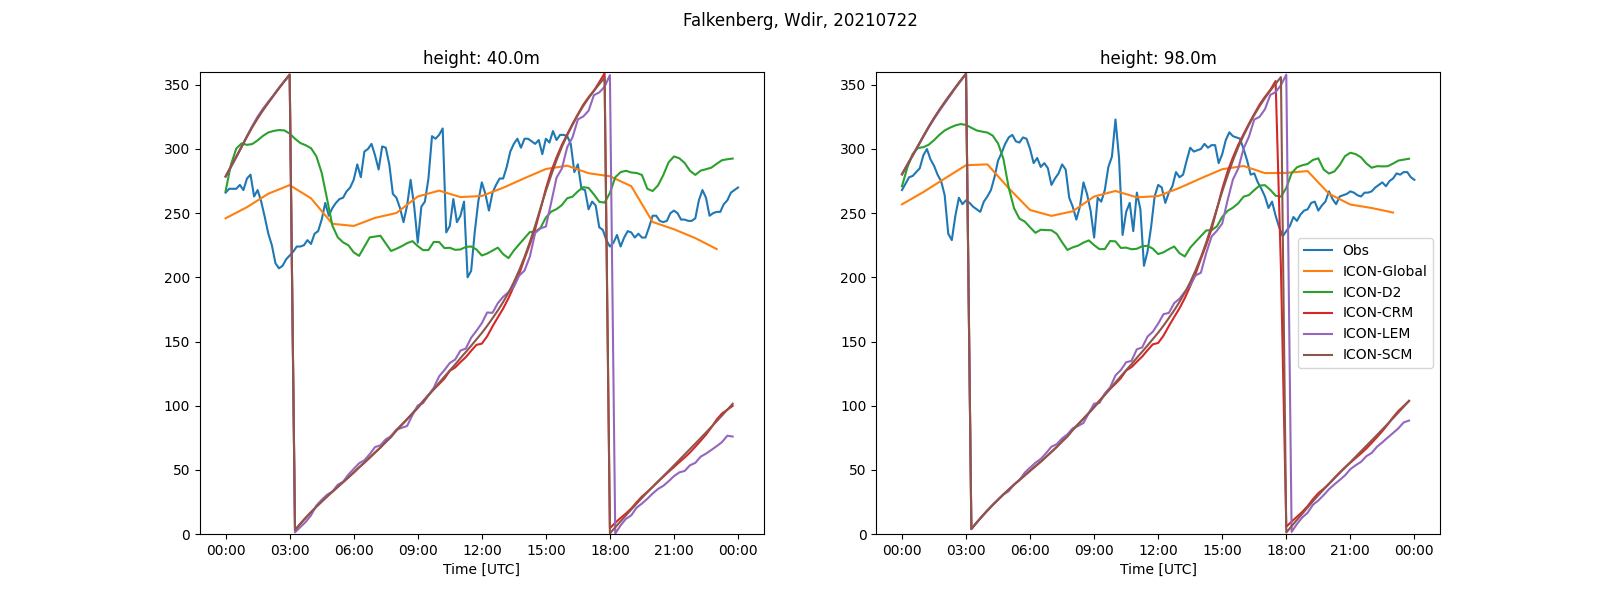 Falkenberg, Wdir, 20210722
height: 40.0m
350
300
250
200
150
100
50
0
00:00 03:00 06:00 09:00 12:00 15:00 18:00 21:00 00:00
Time [UTC]
height: 98.0m
350
300
250
200
150
100
50
0
Obs
ICON-Global
ICON-D2
ICON-CRM
ICON-LEM
ICON-SCM
00:00 03:00 06:00 09:00 12:00 15:00 18:00 21:00 00:00
Time [UTC]